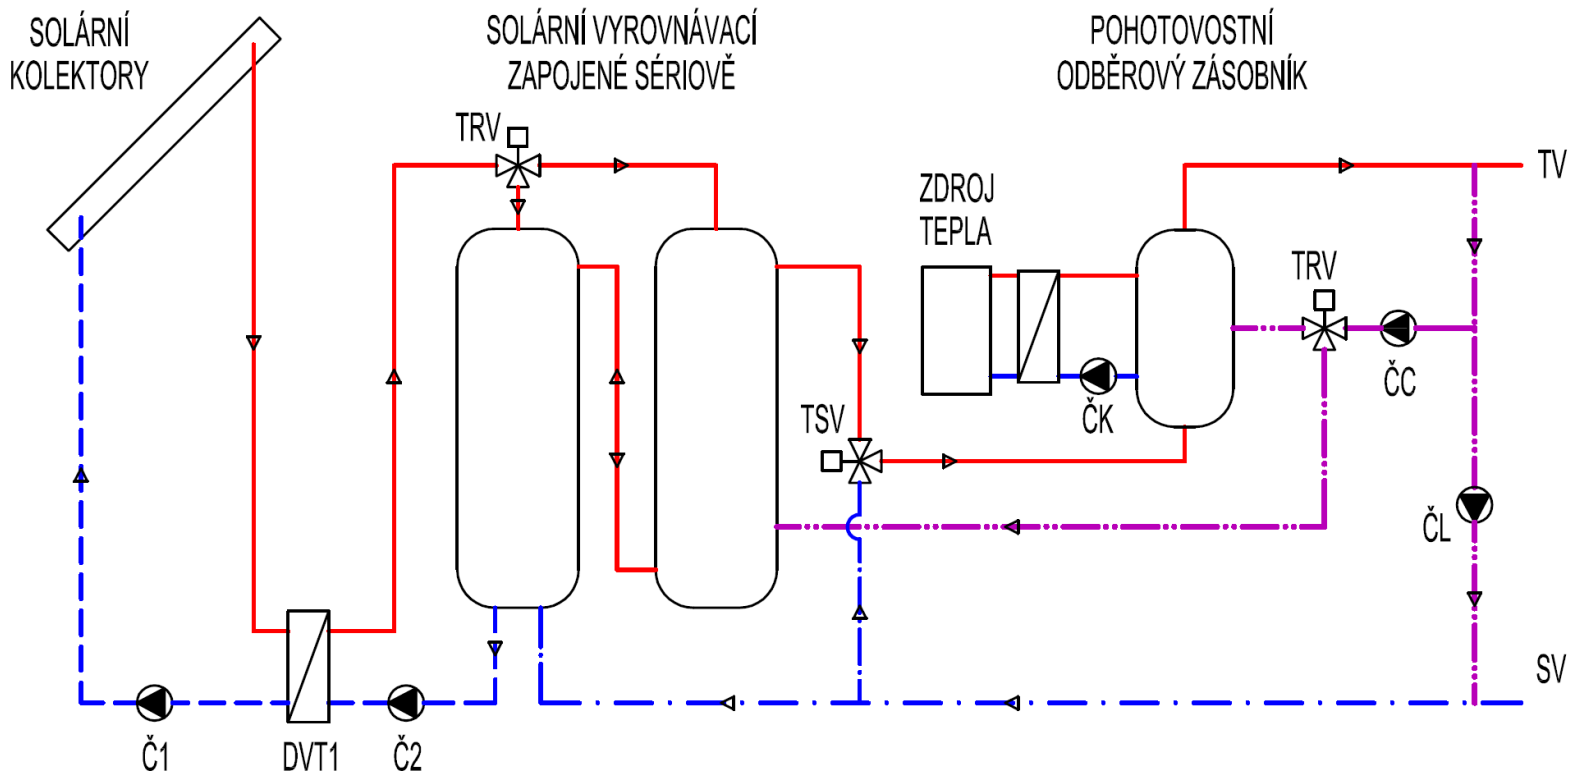 SOLÁRNÍ
KOLEKTORY
SOLÁRNÍ VYROVNÁVACÍ
ZAPOJENÉ SÉRIOVĚ
POHOTOVOSTNÍ
ODBĚROVÝ ZÁSOBNÍK
TRV
TV
ZDROJ
TEPLA
TRV
TSV
ČK
ČC
ČL
SV
Č1
DVT1
Č2